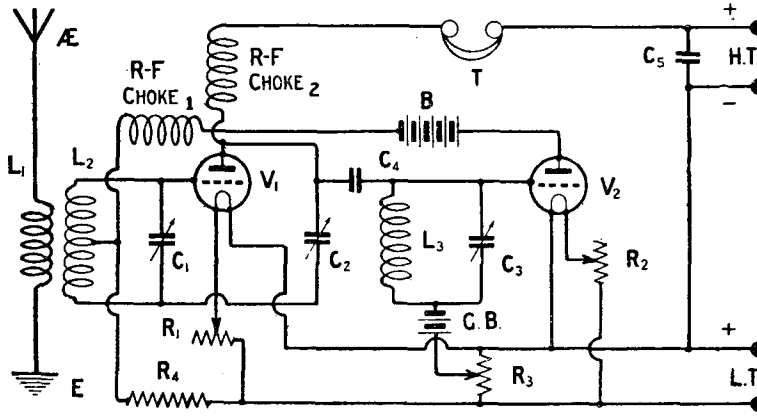 Æ
R-F
CHOKE 1
R-F
CHOKE 2
T
C5
+
H.T.
−
B
L1
L2
V1
C4
V2
C1
C2
L3
C3
R2
R1
G.B.
+
R4
E
R3
L.T.
−